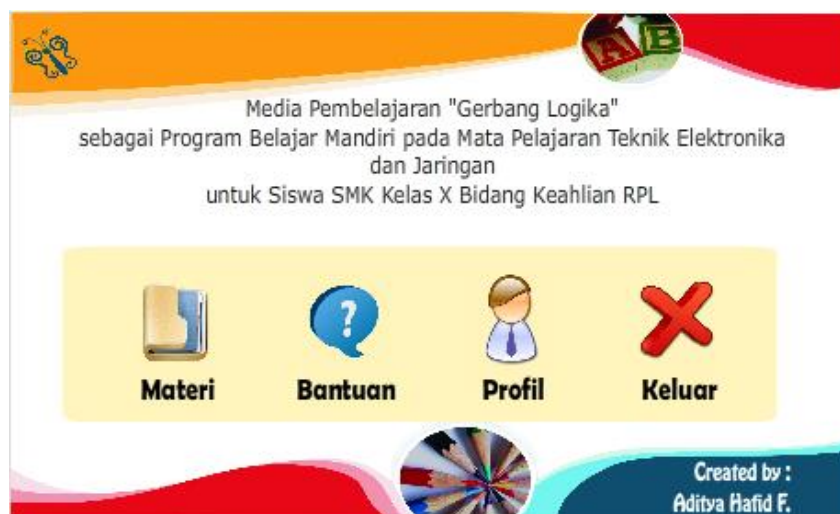 A B
Media Pembelajaran "Gerbang Logika"
sebagai Program Belajar Mandiri pada Mata Pelajaran Teknik Elektronika
dan Jaringan
untuk Siswa SMK Kelas X Bidang Keahlian RPL
?
Materi Bantuan Profil Keluar
Created by :
Aditya Hafid F.